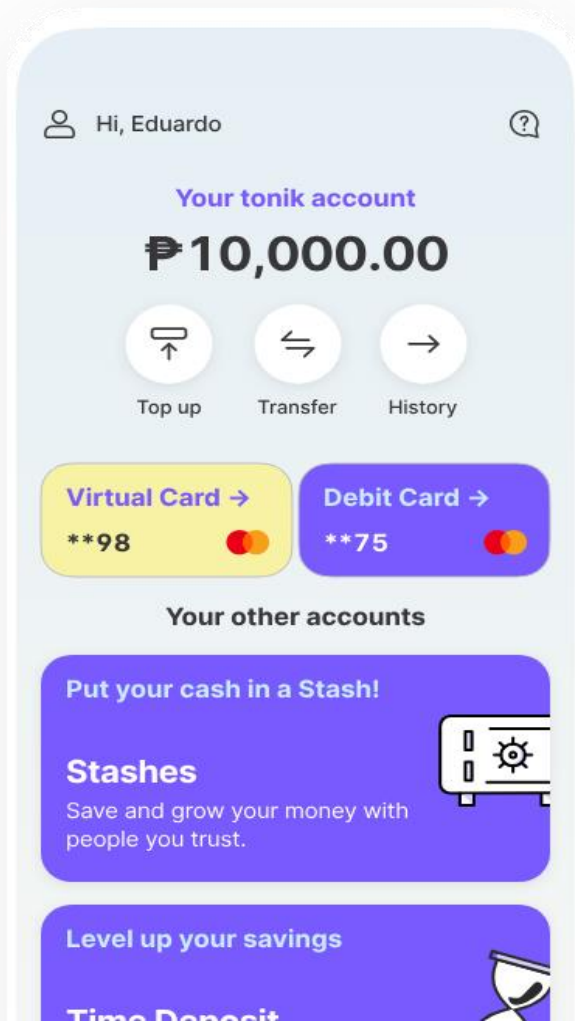 Hi, Eduardo
Your tonik account
₱10,000.00
Top up Transfer History
Virtual Card → Debit Card →
**98 **75
Your other accounts
Put your cash in a Stash!
Stashes
Save and grow your money with
people you trust.
Level up your savings
Time Deposit